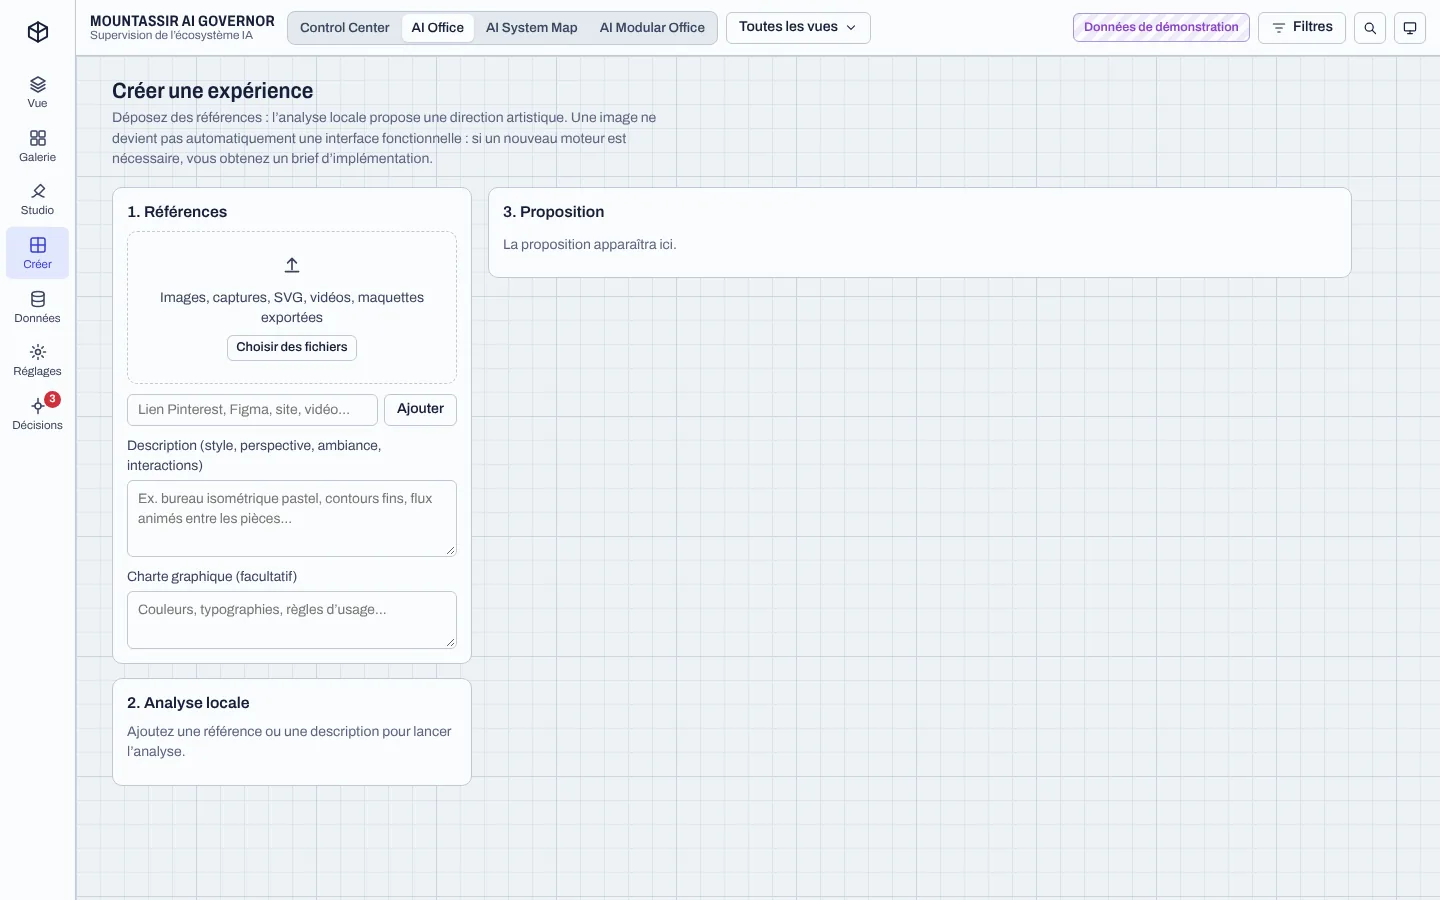 MOUNTASSIR AI GOVERNOR
Supervision de l’écosystème IA
Control Center
AI Office
AI System Map
AI Modular Office
Toutes les vues
Données de démonstration
Filtres
Vue
Galerie
Studio
Créer
Données
Réglages
3
Décisions
Créer une expérience
Déposez des références : l’analyse locale propose une direction artistique. Une image ne
devient pas automatiquement une interface fonctionnelle : si un nouveau moteur est
nécessaire, vous obtenez un brief d’implémentation.
1. Références
Images, captures, SVG, vidéos, maquettes
exportées
Choisir des fichiers
Lien Pinterest, Figma, site, vidéo…
Ajouter
Description (style, perspective, ambiance,
interactions)
Ex. bureau isométrique pastel, contours fins, flux
animés entre les pièces…
Charte graphique (facultatif)
Couleurs, typographies, règles d’usage…
2. Analyse locale
Ajoutez une référence ou une description pour lancer
l’analyse.
3. Proposition
La proposition apparaîtra ici.